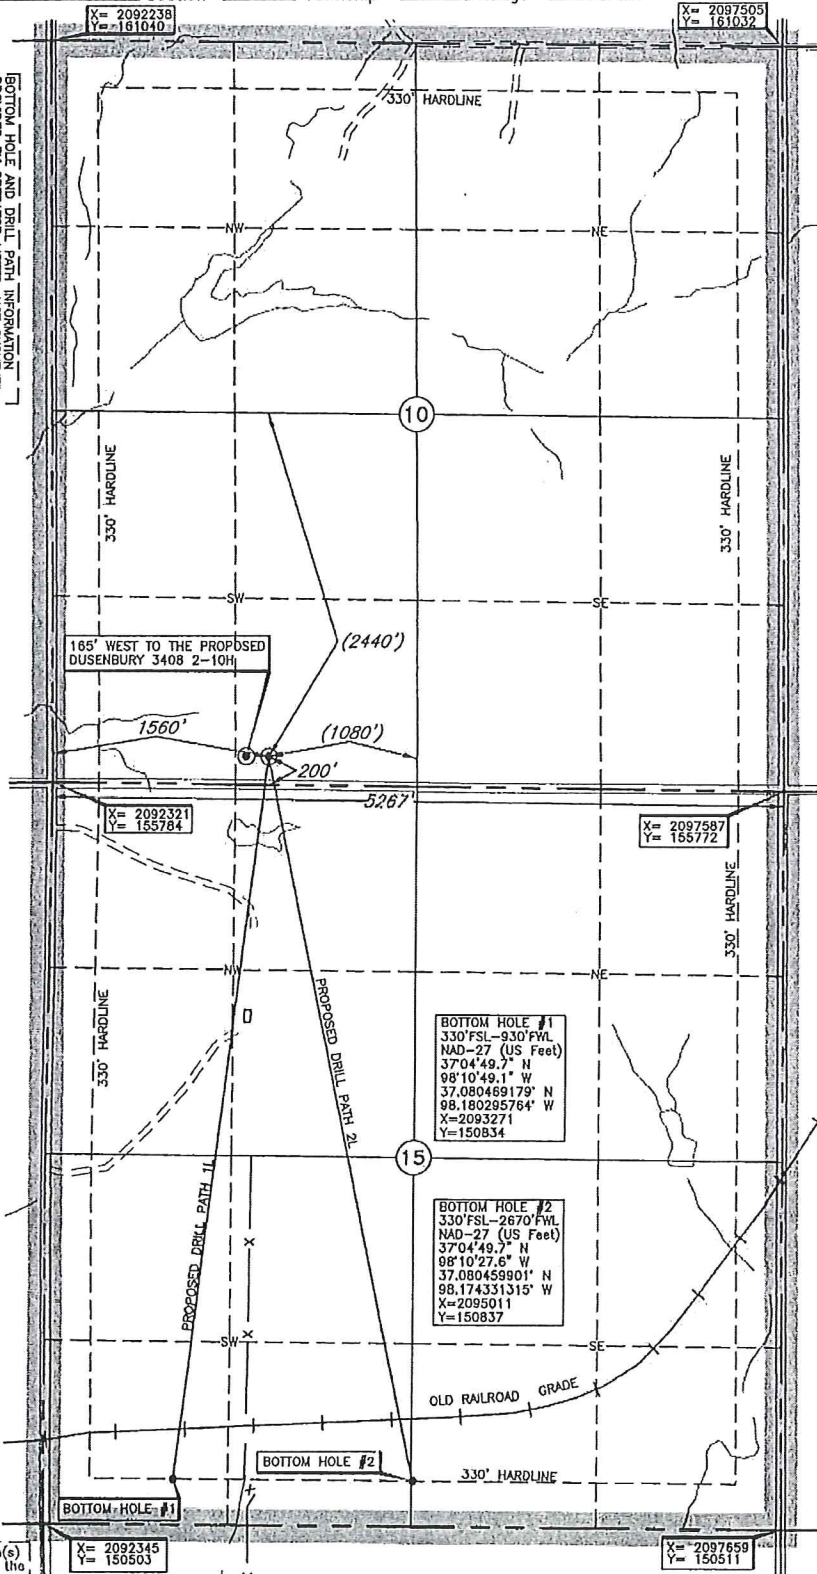 X= 2092238
Y= 161040
X= 2097505
Y= 161032
BOTTOM HOLE AND DRILL PATH INFORMATION
330' HARDLINE
NW
NE
10
330' HARDLINE
330' HARDLINE
SW
SE
165' WEST TO THE PROPOSED
DUSENBURY 3408 2-10H
(2440')
1560'
(1080')
200'
5267'
X= 2092321
Y= 155784
X= 2097587
Y= 155772
330' HARDLINE
NW
NE
330' HARDLINE
PROPOSED DRILL PATH 2L
BOTTOM HOLE #1
330'FSL-930'FWL
NAD-27 (US Feet)
37°04'49.7" N
98°10'49.1" W
37.080469179° N
98.180295764° W
X=2093271
Y=150834
15
PROPOSED DRILL PATH 1L
BOTTOM HOLE #2
330'FSL-2670'FWL
NAD-27 (US Feet)
37°04'49.7" N
98°10'27.6" W
37.080459901° N
98.174331315° W
X=2095011
Y=150837
SW
SE
OLD RAILROAD GRADE
BOTTOM HOLE #2
330' HARDLINE
BOTTOM HOLE #1
X= 2092345
Y= 150503
X= 2097659
Y= 150511
(s)
the